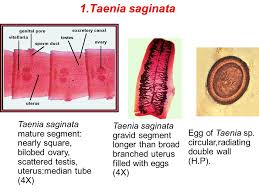 1.Taenia saginata
genital pore
excretory canal
vitellaria
testes
ovary
sperm duct
uterus
Taenia saginata
mature segment:
nearly square,
bilobed ovary,
scattered testis,
uterus:median tube
(4X)
Taenia saginata
gravid segment
longer than broad
branched uterus
filled with eggs
(4X)
Egg of Taenia sp.
circular,radiating
double wall
(H.P).